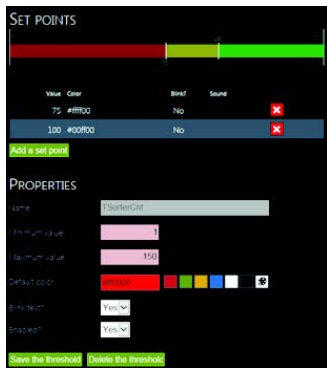 SET POINTS
Value Color Blink? Sound
75 #ffff00 No
100 #00ff00 No
Add a set point
PROPERTIES
Name TSorterCnt
Minimum value 1
Maximum value 150
Default color #ff0000
Blink text? Yes
Enabled? Yes
Save the threshold Delete the threshold